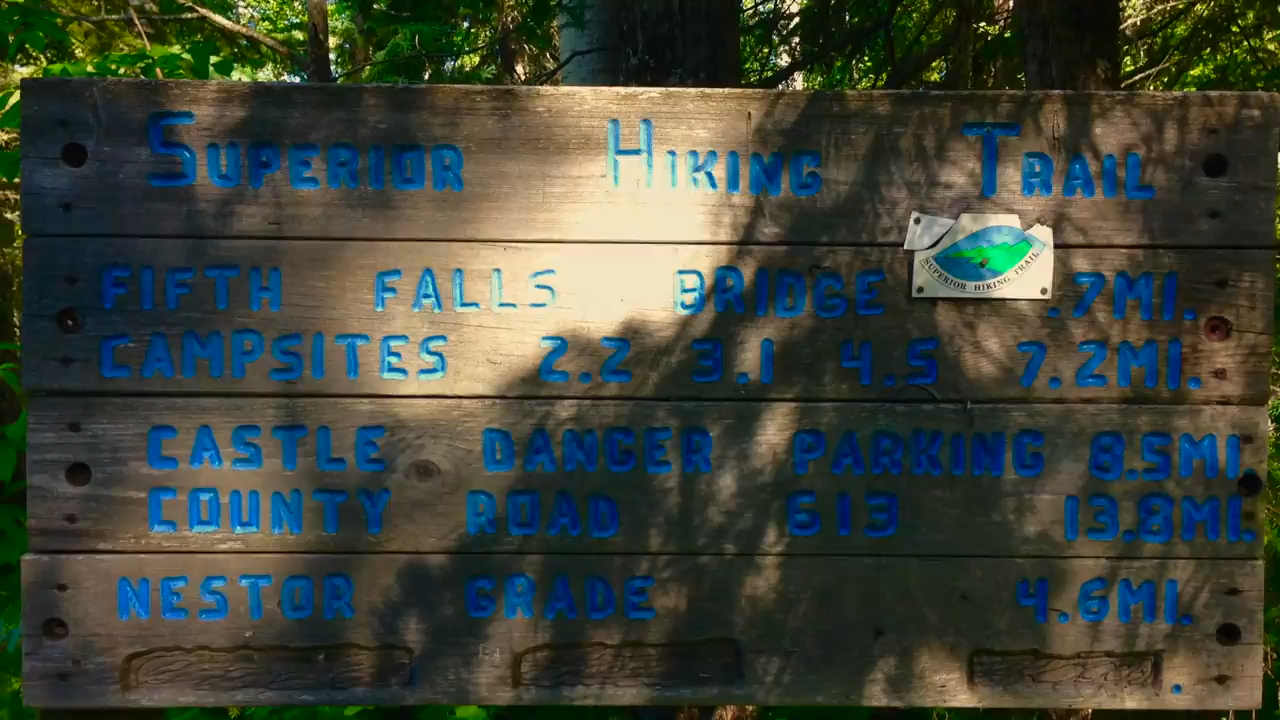 SUPERIOR HIKING TRAIL
SUPERIOR HIKING TRAIL
FIFTH FALLS BRIDGE .7MI.
CAMPSITES 2.2 3.1 4.5 7.2MI.
CASTLE DANGER PARKING 8.5MI.
COUNTY ROAD 613 13.8MI.
NESTOR GRADE 4.6MI.